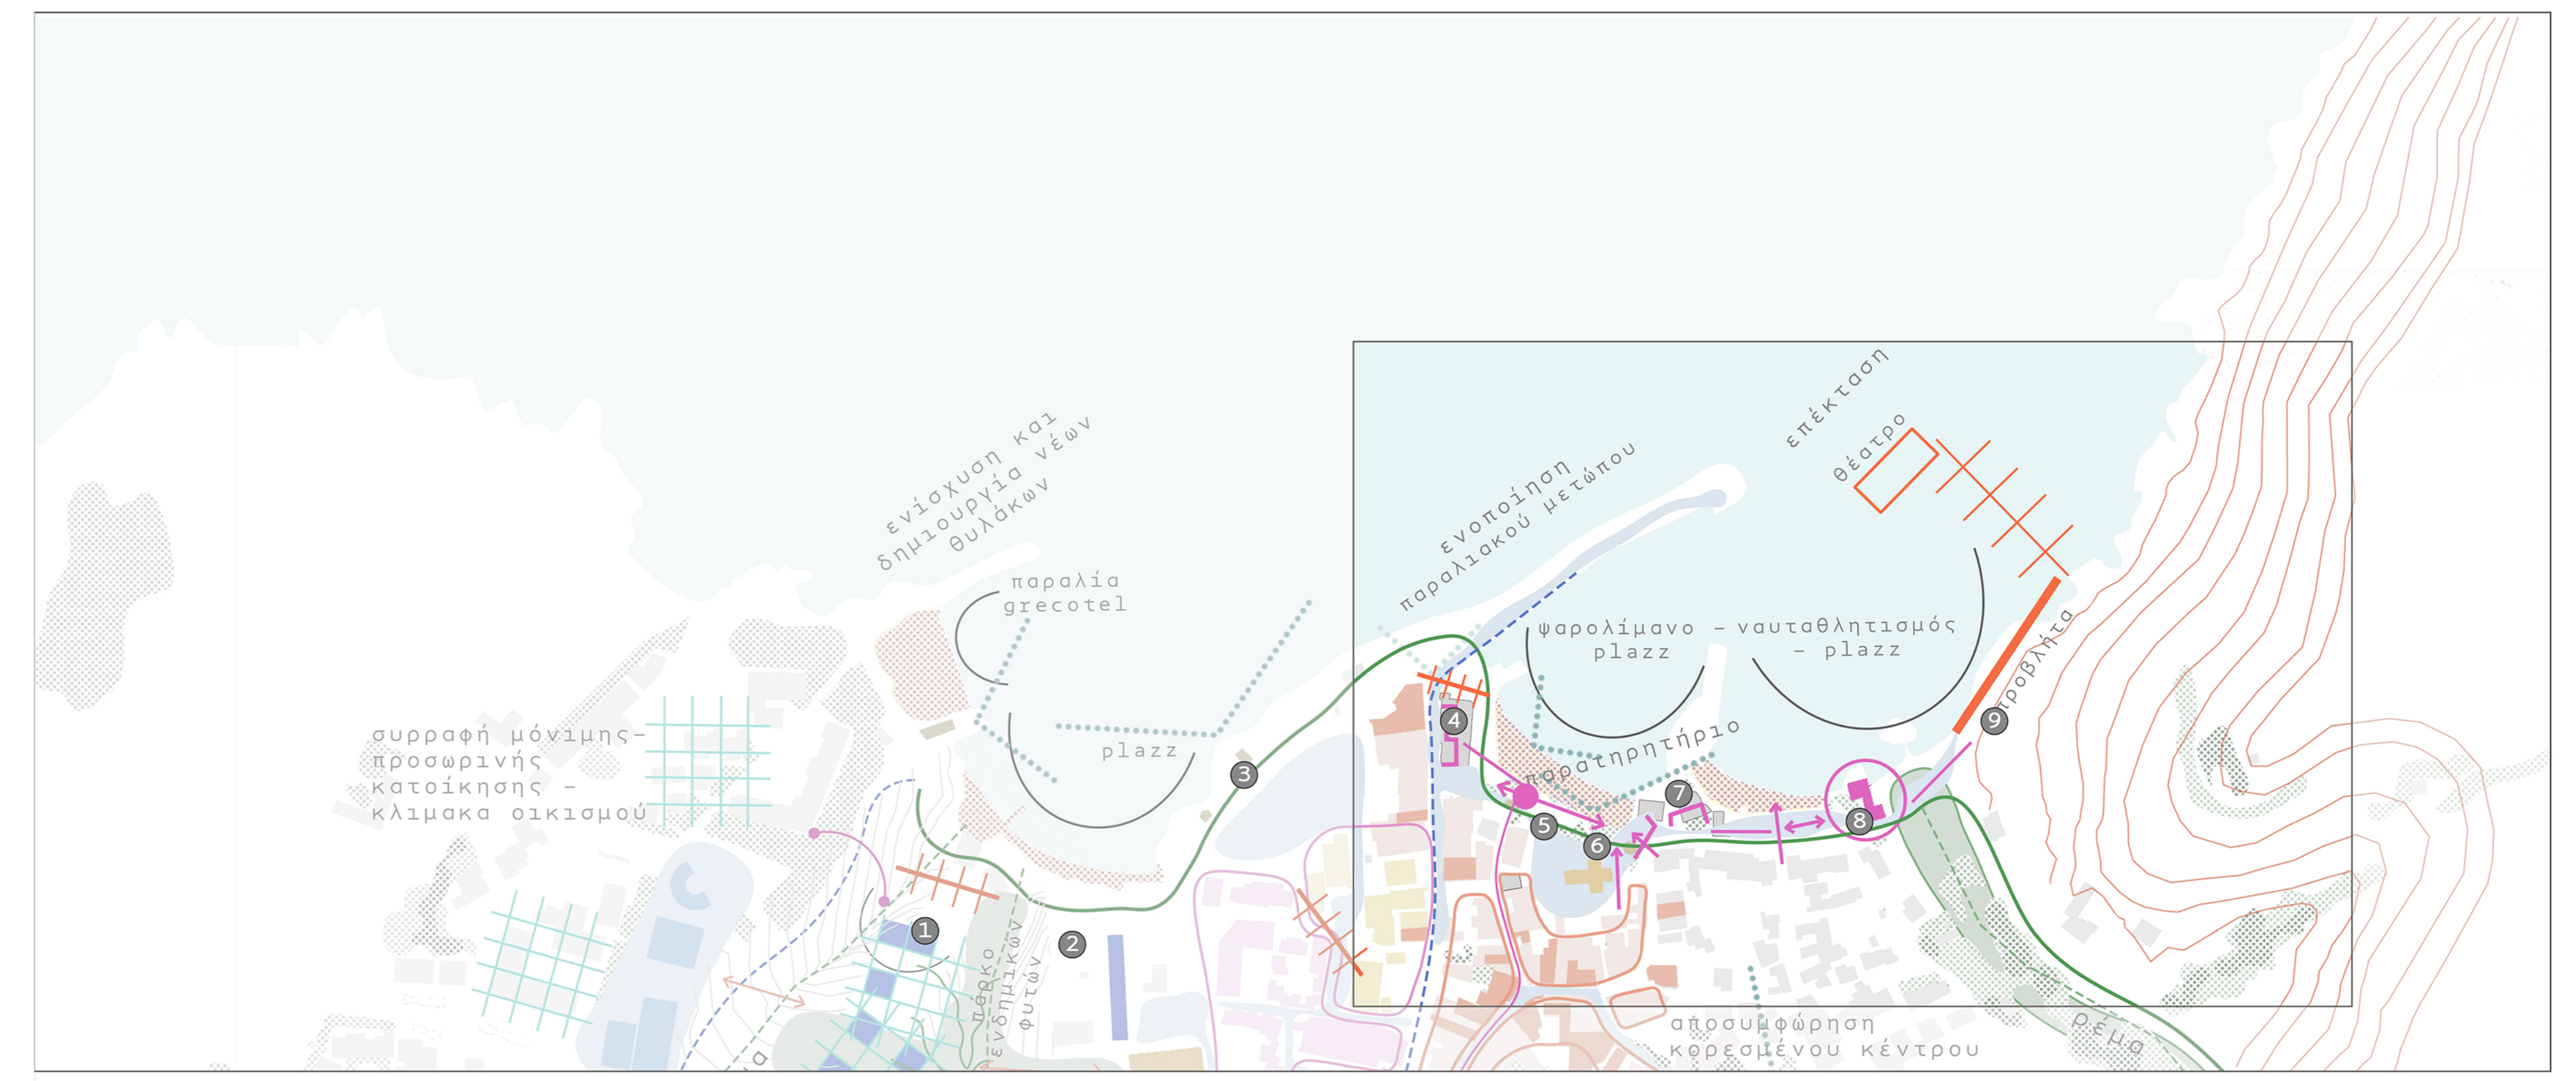 επέκταση
θέατρο
ενοποίηση
παραλιακού μετώπου
ενίσχυση και
δημιουργία νέων
θυλάκων
παραλία
grecotel
ψαρολίμανο –
plazz
ναυταθλητισμός
– plazz
προβλήτα
συρραφή μόνιμης–
προσωρινής
κατοίκησης –
κλιμακα οικισμού
plazz
παρατηρητήριο
1
2
3
4
5
6
7
8
9
πάρκο
ενδημικών
φυτών
αποσυμφώρηση
κορεσμένου κέντρου
ρέμα